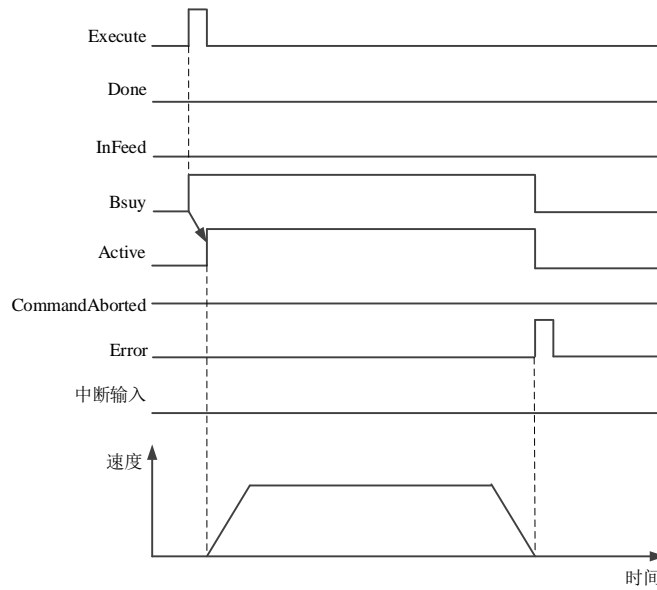 Execute
Done
InFeed
Bsuy
Active
CommandAborted
Error
中断输入
速度
时间